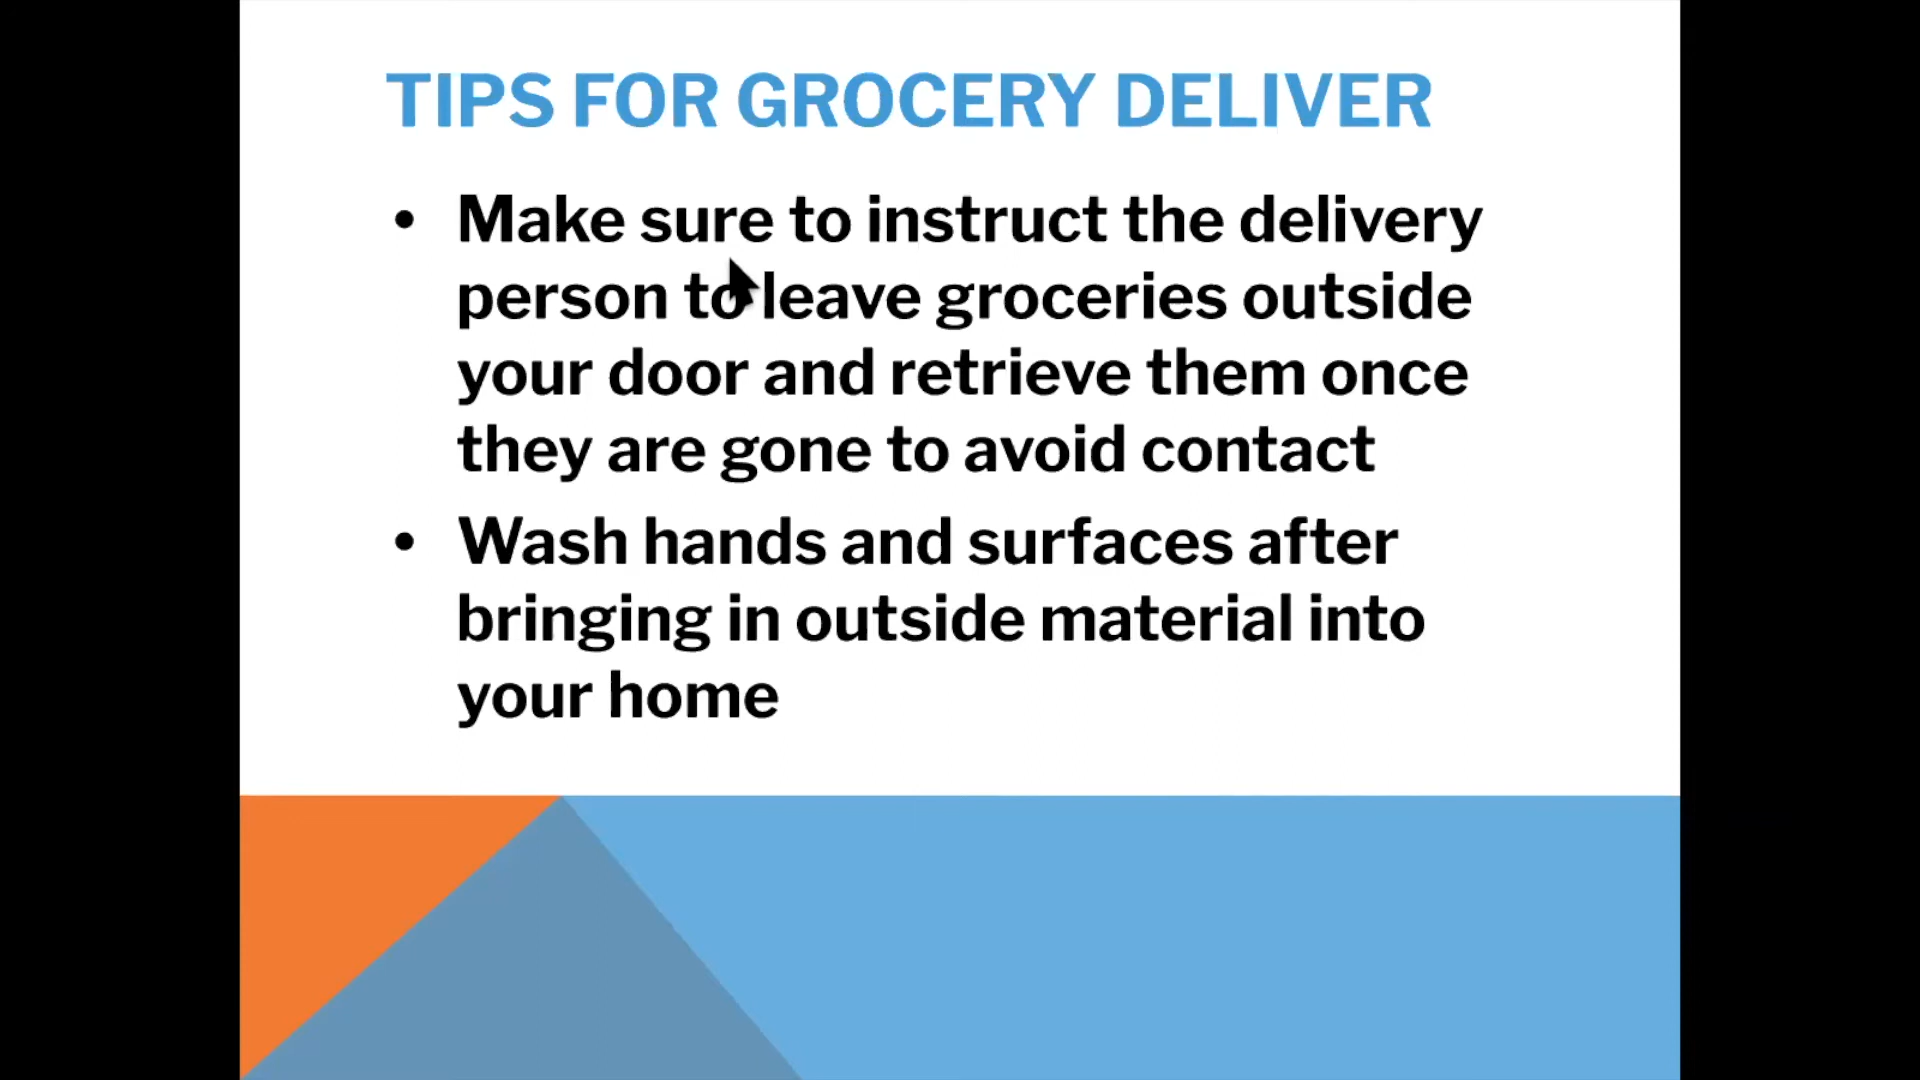 TIPS FOR GROCERY DELIVER
• Make sure to instruct the delivery
person to leave groceries outside
your door and retrieve them once
they are gone to avoid contact
• Wash hands and surfaces after
bringing in outside material into
your home